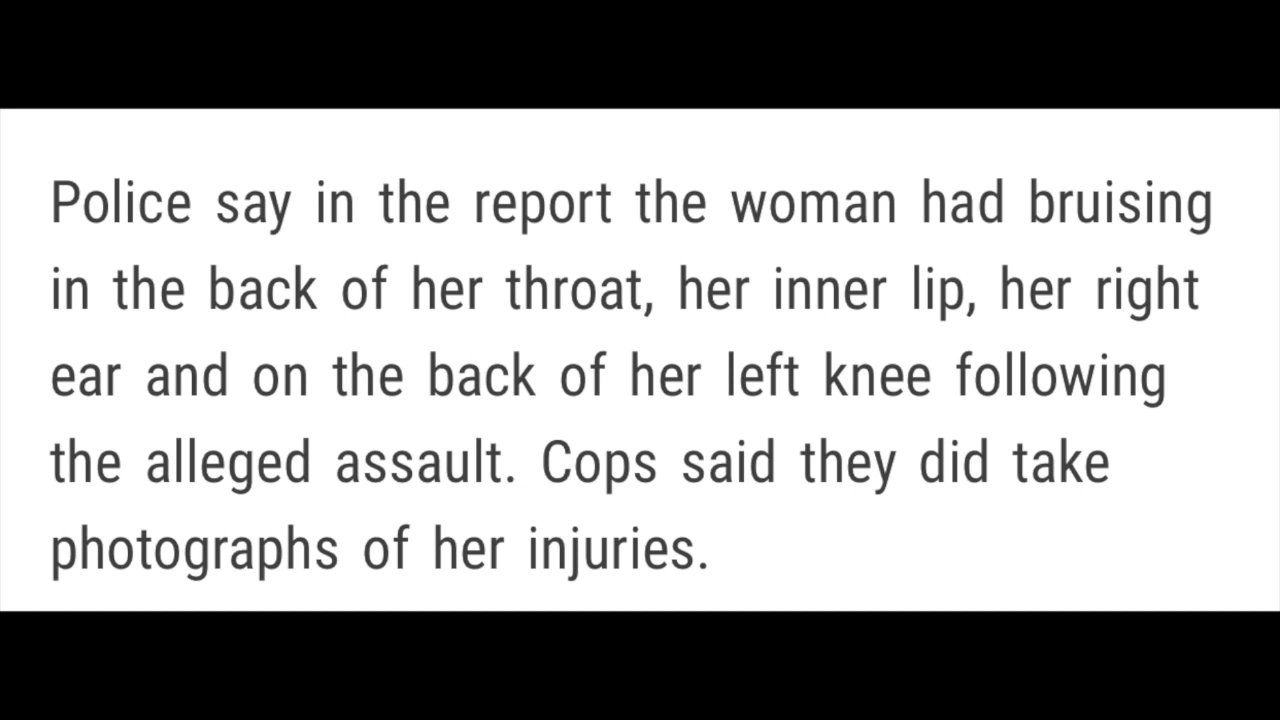 Police say in the report the woman had bruising
in the back of her throat, her inner lip, her right
ear and on the back of her left knee following
the alleged assault. Cops said they did take
photographs of her injuries.